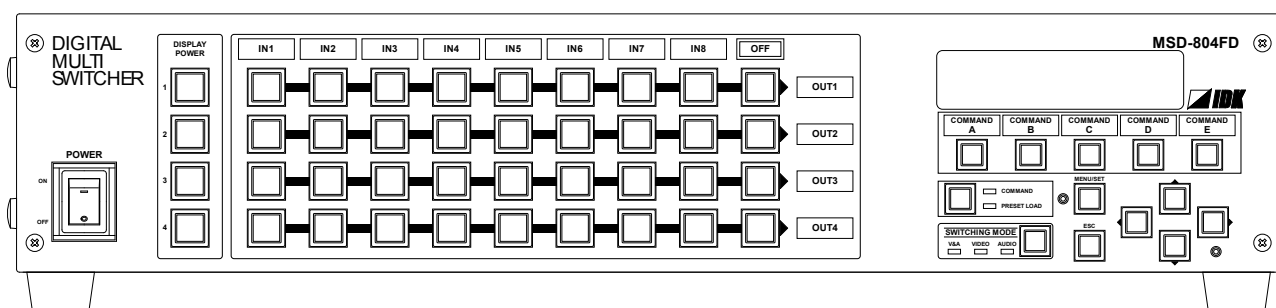 DIGITAL
MULTI
SWITCHER
DISPLAY
POWER
IN1 IN2 IN3 IN4 IN5 IN6 IN7 IN8 OFF
1
2
3
4
OUT1
OUT2
OUT3
OUT4
POWER
ON
OFF
MSD-804FD
IDK
COMMAND
A
COMMAND
B
COMMAND
C
COMMAND
D
COMMAND
E
COMMAND
PRESET LOAD
MENU/SET
SWITCHING MODE
V&A VIDEO AUDIO
ESC